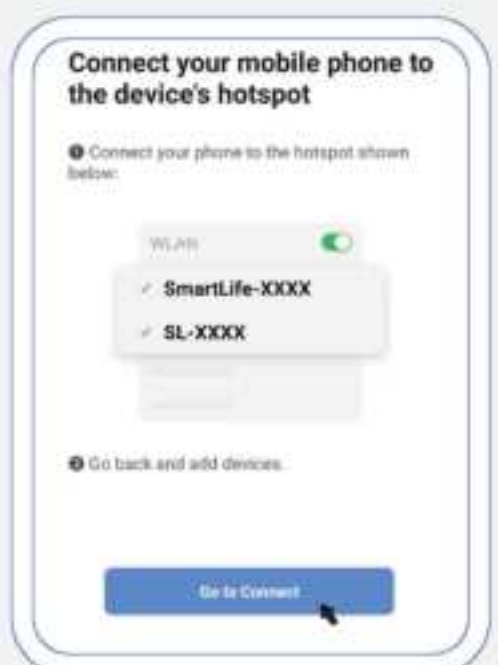 Connect your mobile phone to
the device's hotspot
❶ Connect your phone to the hotspot shown
below:
WLAN
✓ SmartLife-XXXX
✓ SL-XXXX
❷ Go back and add devices.
Go to Connect